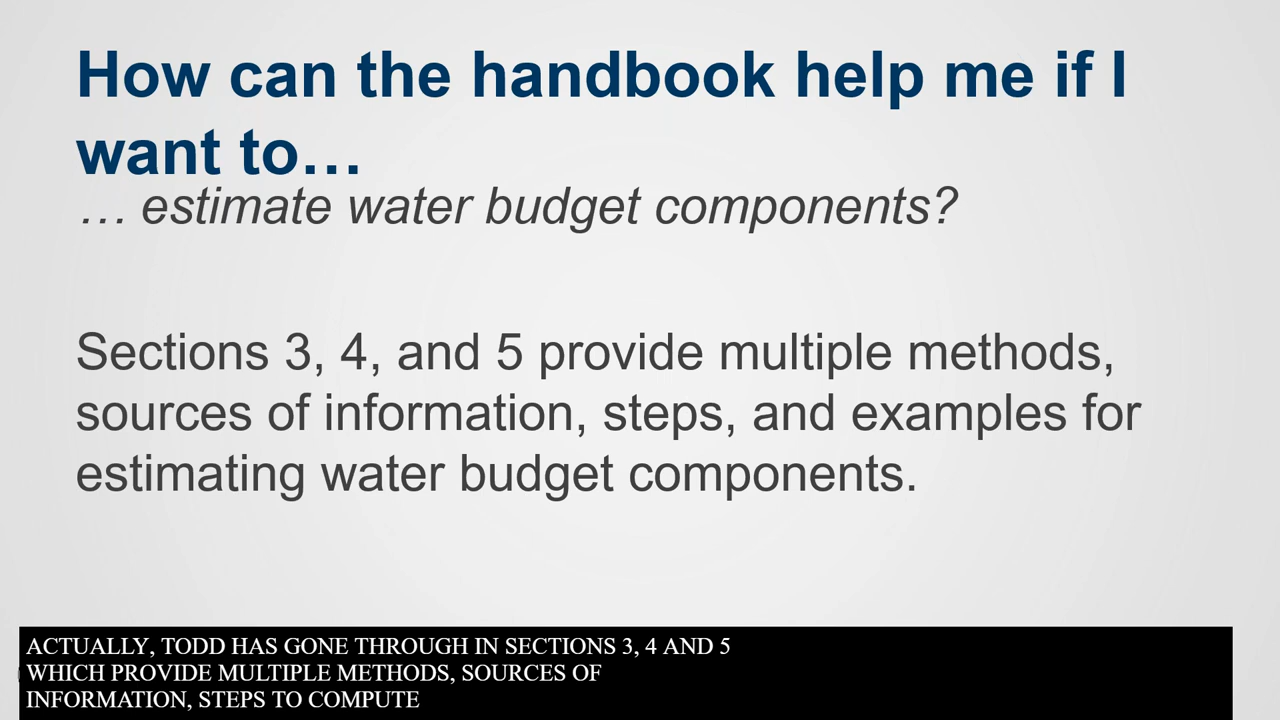 How can the handbook help me if I
want to…
… estimate water budget components?
Sections 3, 4, and 5 provide multiple methods,
sources of information, steps, and examples for
estimating water budget components.
ACTUALLY, TODD HAS GONE THROUGH IN SECTIONS 3, 4 AND 5
WHICH PROVIDE MULTIPLE METHODS, SOURCES OF
INFORMATION, STEPS TO COMPUTE